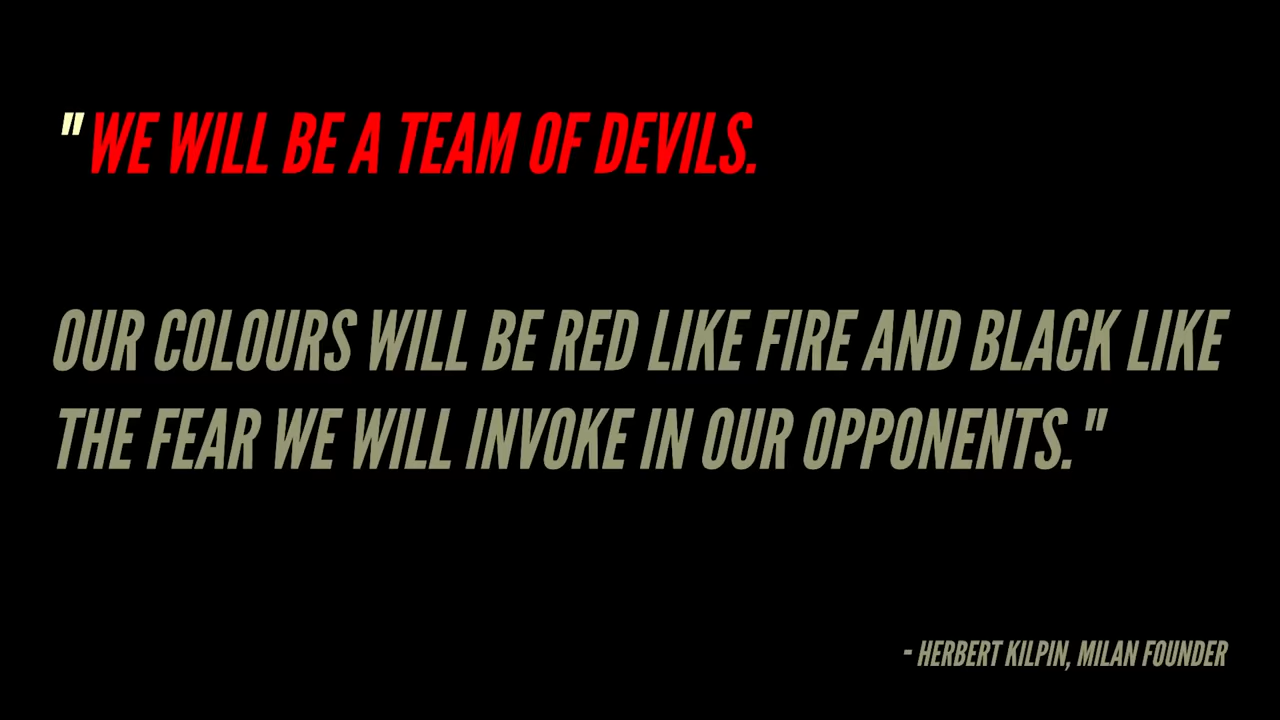 "WE WILL BE A TEAM OF DEVILS.
OUR COLOURS WILL BE RED LIKE FIRE AND BLACK LIKE
THE FEAR WE WILL INVOKE IN OUR OPPONENTS."
- HERBERT KILPIN, MILAN FOUNDER